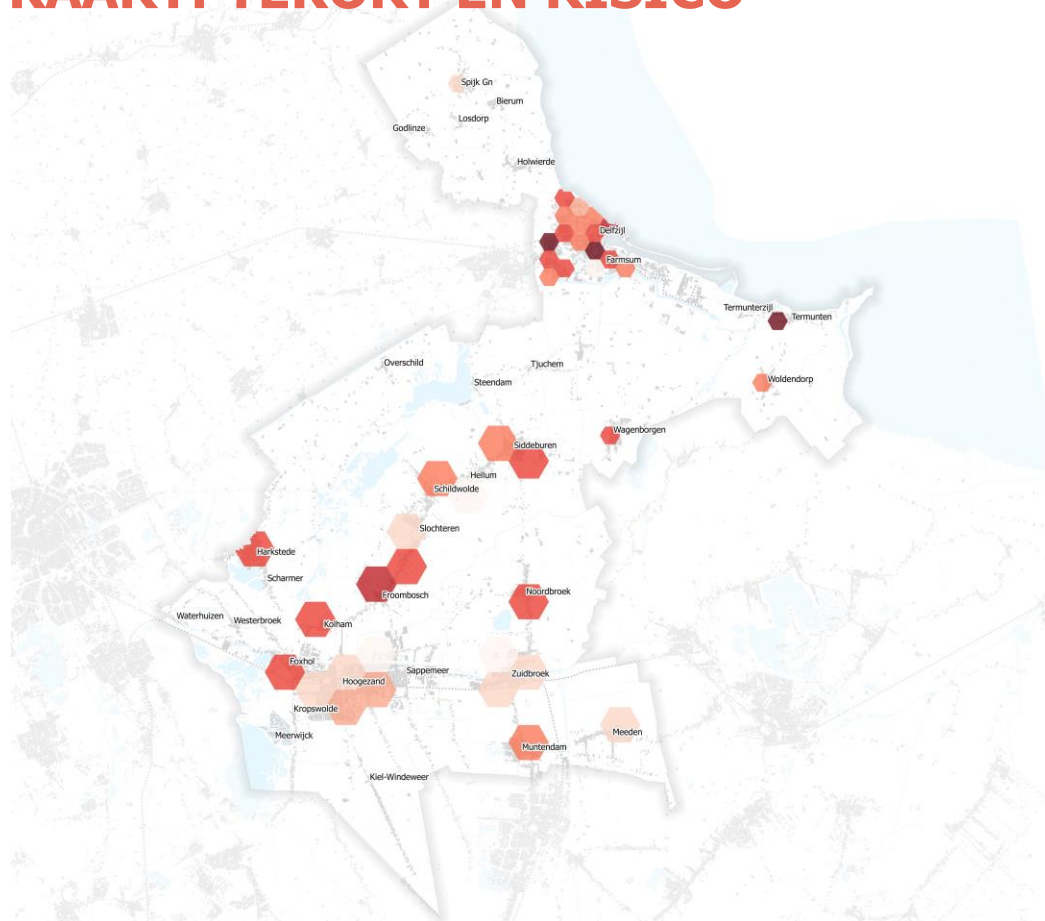 Spijk Gn
Bierum
Losdorp
Godlinze
Holwierde
Delfzijl
Farmsum
Termunterzijl
Termunten
Overschild
Tjuchem
Steendam
Woldendorp
Wagenborgen
Siddeburen
Hellum
Schildwolde
Slochteren
Harkstede
Scharmer
Froombosch
Noordbroek
Waterhuizen
Westerbroek
Kolham
Foxhol
Sappemeer
Zuidbroek
Hoogezand
Kropswolde
Meeden
Meerwijck
Muntendam
Kiel-Windeweer